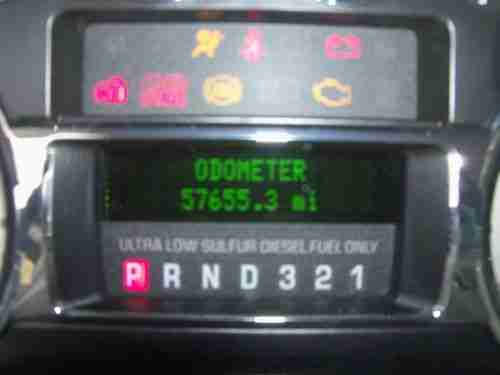 ODOMETER
57655.3 mi
ULTRA LOW SULFUR DIESEL FUEL ONLY
P R N D 3 2 1